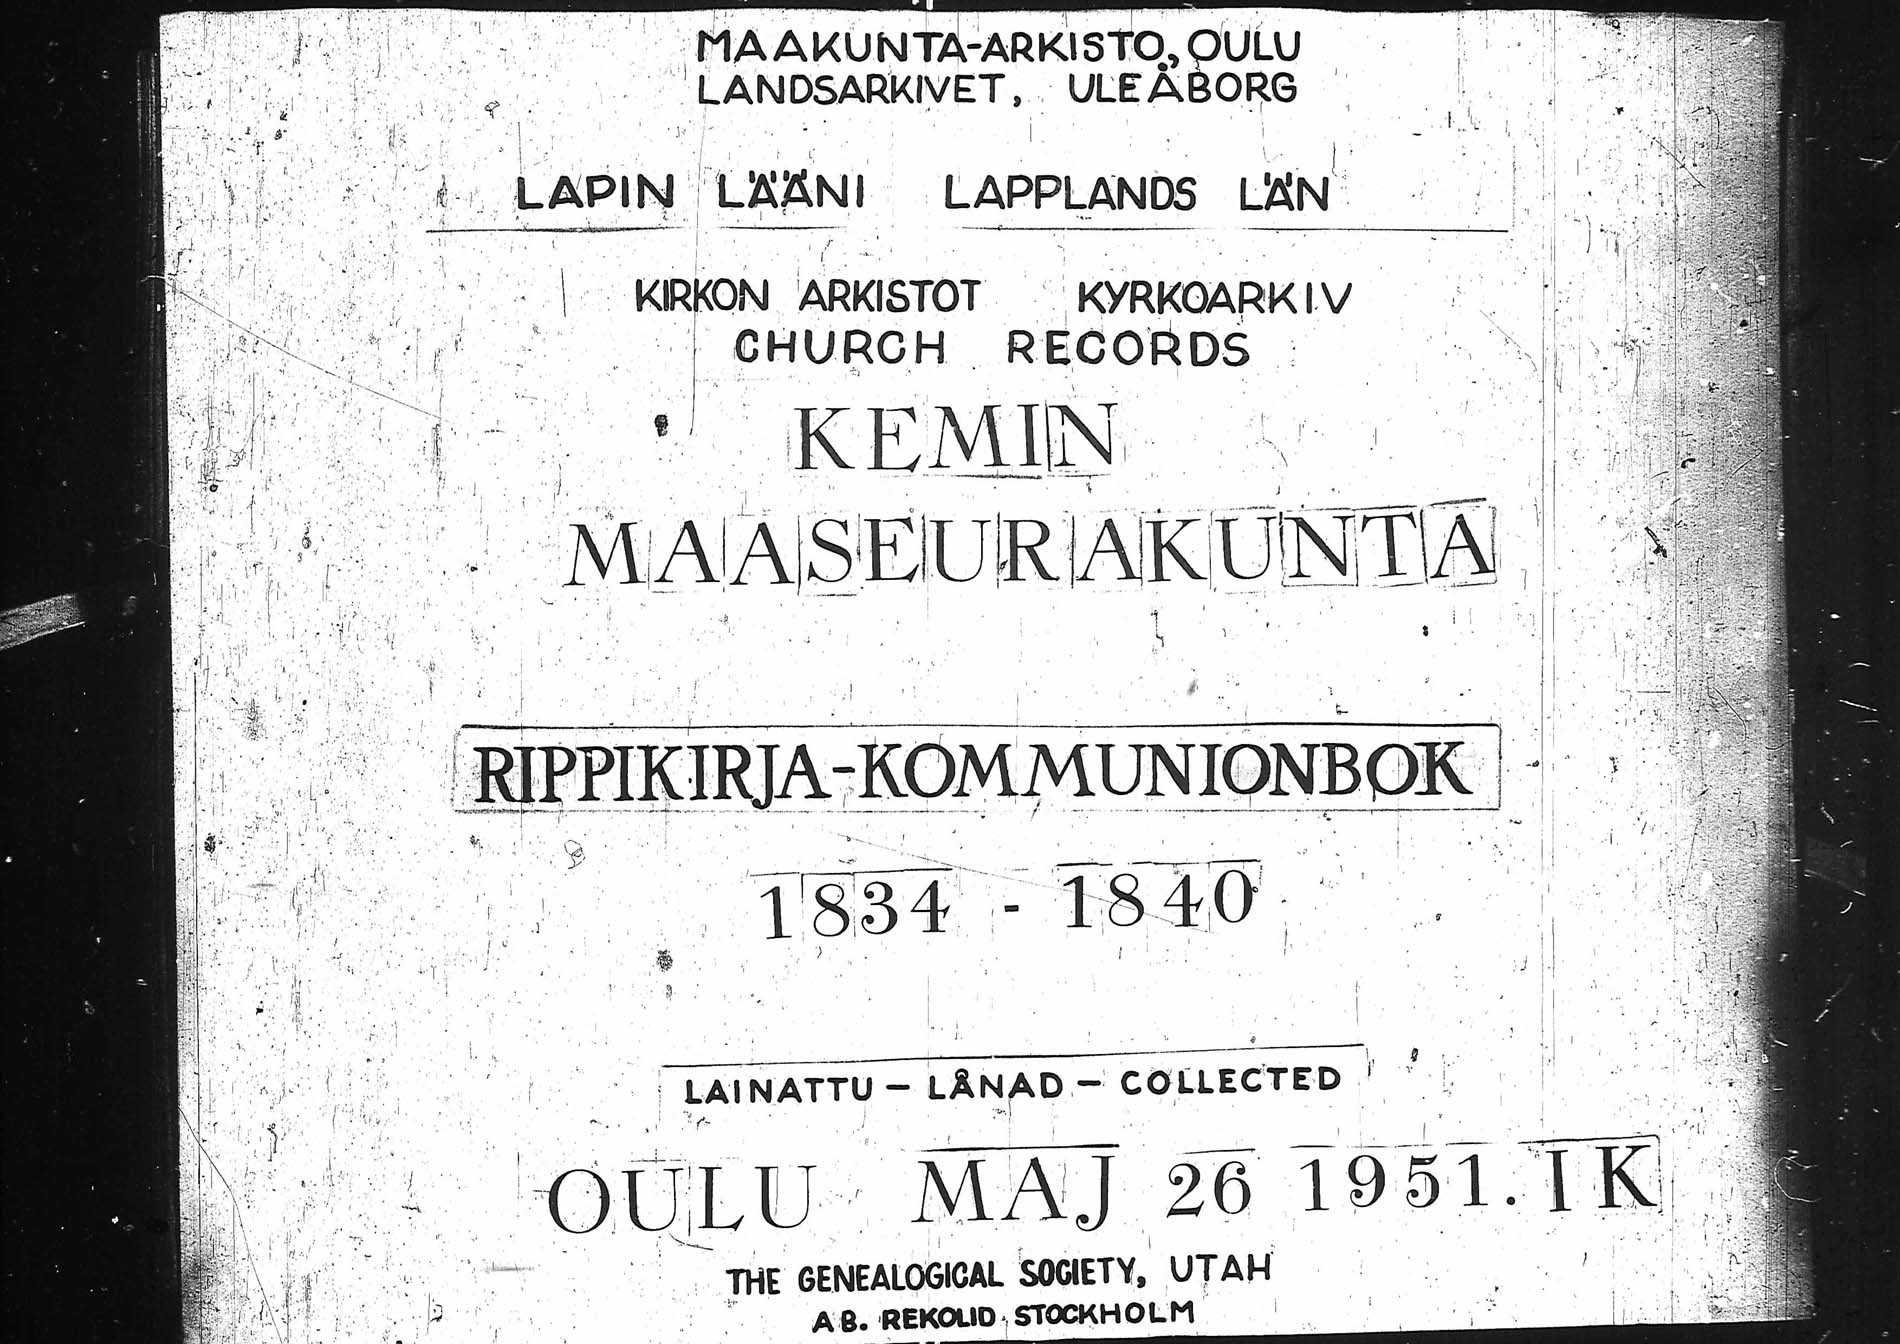 MAAKUNTA-ARKISTO, OULU
LANDSARKIVET, ULEÅBORG
LAPIN LÄÄNI LAPPLANDS LÄN
KIRKON ARKISTOT KYRKOARKIV
CHURCH RECORDS
KEMIN
MAASEURAKUNTA
RIPPIKIRJA-KOMMUNIONBOK
1834 - 1840
LAINATTU - LÅNAD - COLLECTED
OULU MAJ 26 1951. IK
THE GENEALOGICAL SOCIETY, UTAH
AB. REKOLID. STOCKHOLM